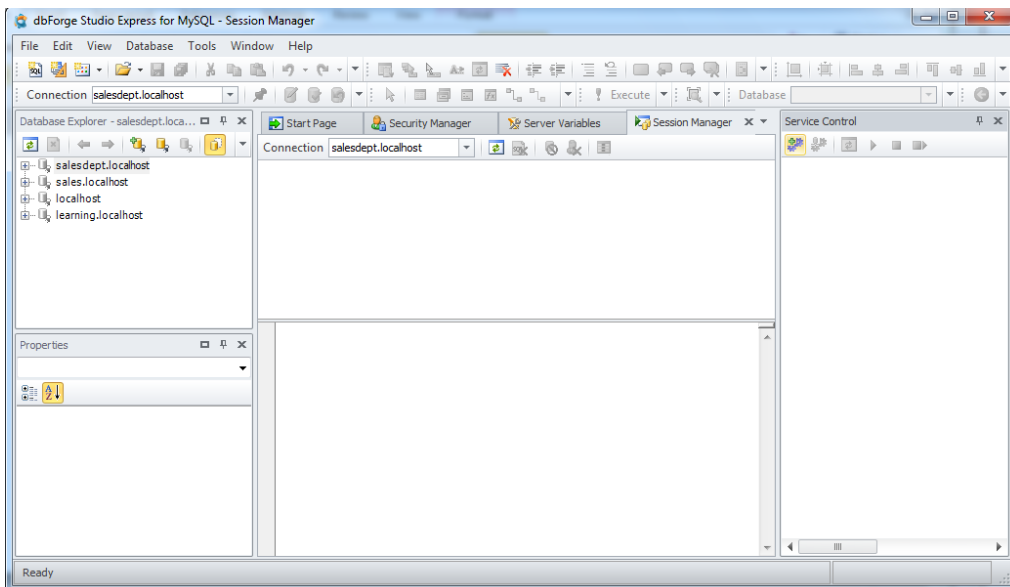 dbForge Studio Express for MySQL - Session Manager
File Edit View Database Tools Window Help
Connection salesdept.localhost Execute Database
Database Explorer - salesdept.loca...
Start Page Security Manager Server Variables Session Manager
Service Control
Connection salesdept.localhost
salesdept.localhost
sales.localhost
localhost
learning.localhost
Properties
Ready